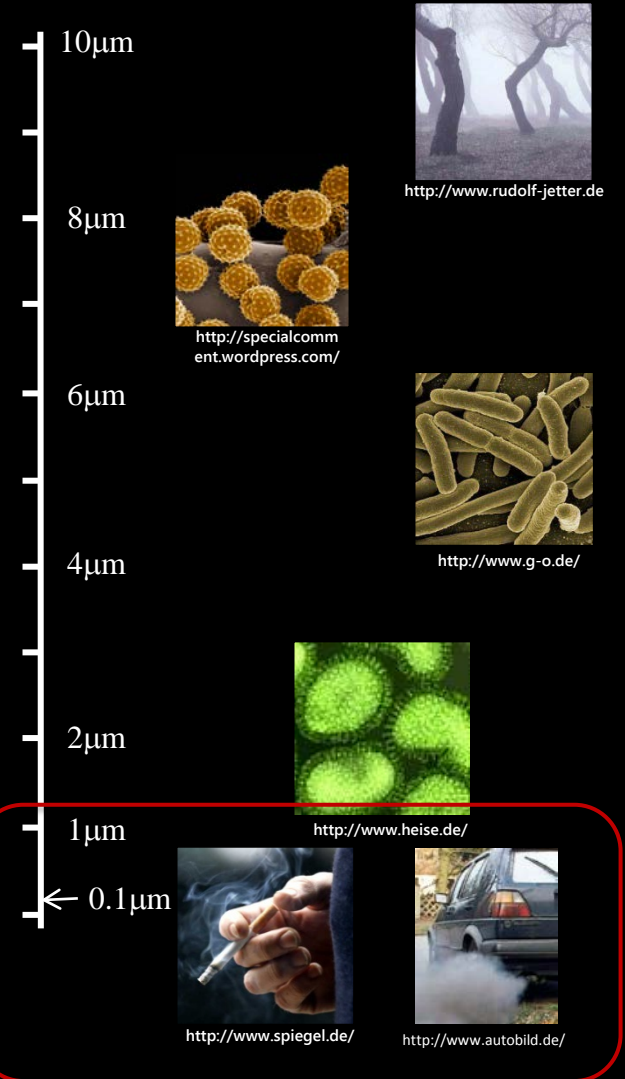 10μm
http://www.rudolf-jetter.de
8μm
http://specialcomm
ent.wordpress.com/
6μm
http://www.g-o.de/
4μm
2μm
1μm
http://www.heise.de/
0.1μm
http://www.spiegel.de/
http://www.autobild.de/